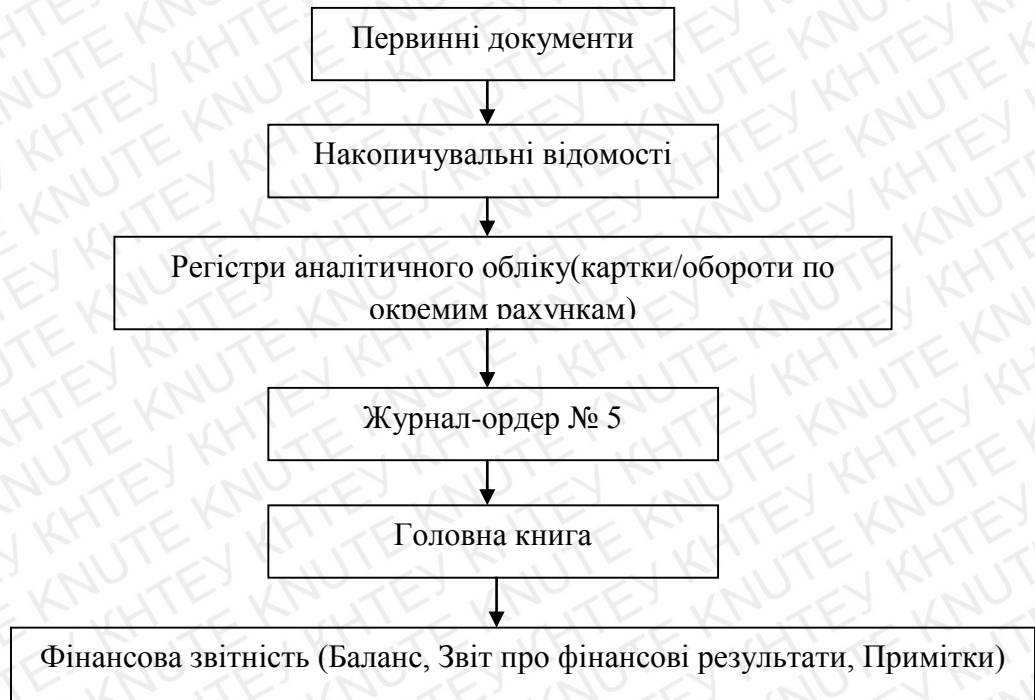 Первинні документи
Накопичувальні відомості
Регістри аналітичного обліку(картки/обороти по
окремим рахункам)
Журнал-ордер № 5
Головна книга
Фінансова звітність (Баланс, Звіт про фінансові результати, Примітки)